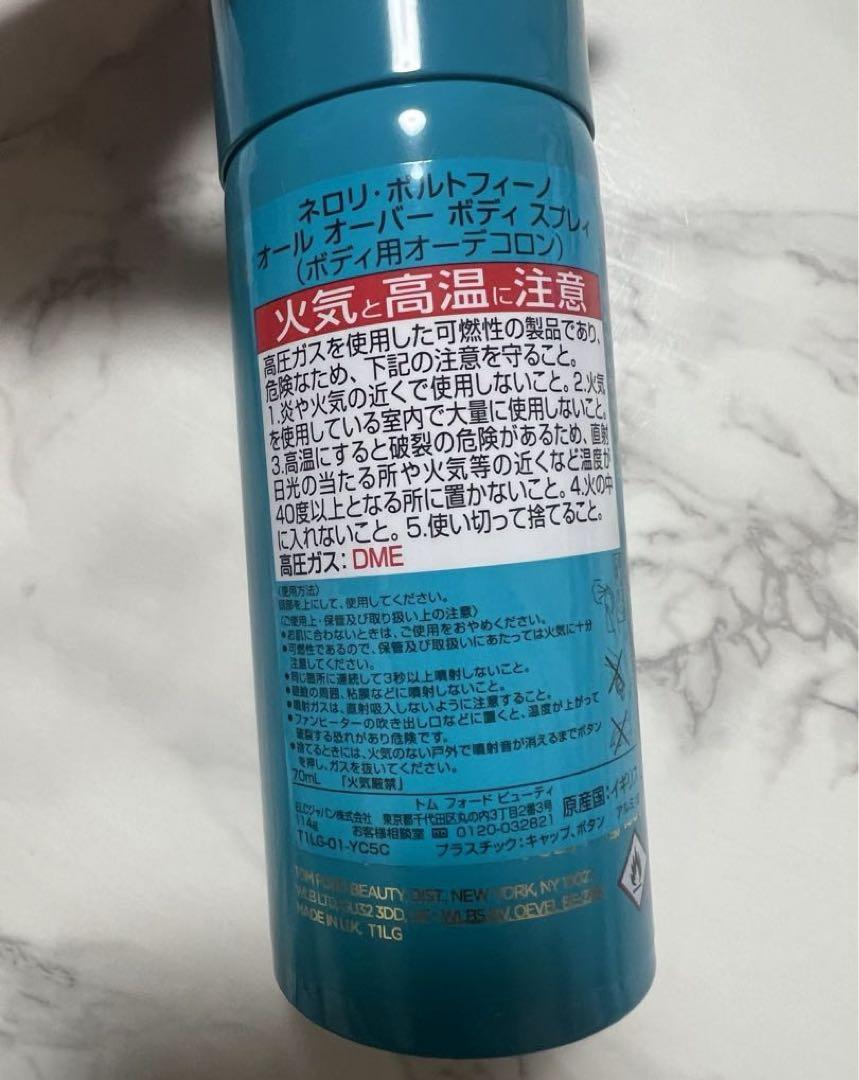 ネロリ・ポルトフィーノ
オール オーバー ボディ スプレィ
(ボディ用オーデコロン)
火気と高温に注意
高圧ガスを使用した可燃性の製品であり、
危険なため、下記の注意を守ること。
1.炎や火気の近くで使用しないこと。2.火気
を使用している室内で大量に使用しないこと。
3.高温にすると破裂の危険があるため、直射
日光の当たる所や火気等の近くなど温度が
40度以上となる所に置かないこと。4.火の中
に入れないこと。5.使い切って捨てること。
高圧ガス: DME
〈使用方法〉
頭部を上にして、使用してください。
〈ご使用上・保管及び取り扱い上の注意〉
●お肌に合わないときは、ご使用をおやめください。
●可燃性であるので、保管及び取扱いにあたっては火気に十分
注意してください。
●同じ箇所に連続して3秒以上噴射しないこと。
●眼の周囲、粘膜などに噴射しないこと。
●噴射ガスは、直射吸入しないように注意すること。
●ファンヒーターの吹き出し口などに置くと、温度が上がって
破裂する恐れがあり危険です。
●捨てるときには、火気のない戸外で噴射音が消えるまでボタン
を押し、ガスを抜いてください。
70mL 「火気厳禁」
トム フォード ビューティ
ELCジャパン株式会社 東京都千代田区丸の内3丁目2番3号 原産国:イギリス
114号 お客様相談室 0120-032821
T1LG-01-YC5C プラスチック:キャップ、ボタン
TOM FORD BEAUTY DIST., NEW YORK, NY
WLB LTD, GU32 3DD, WLBS BV, OEVEL
MADE IN U.K. T1LG